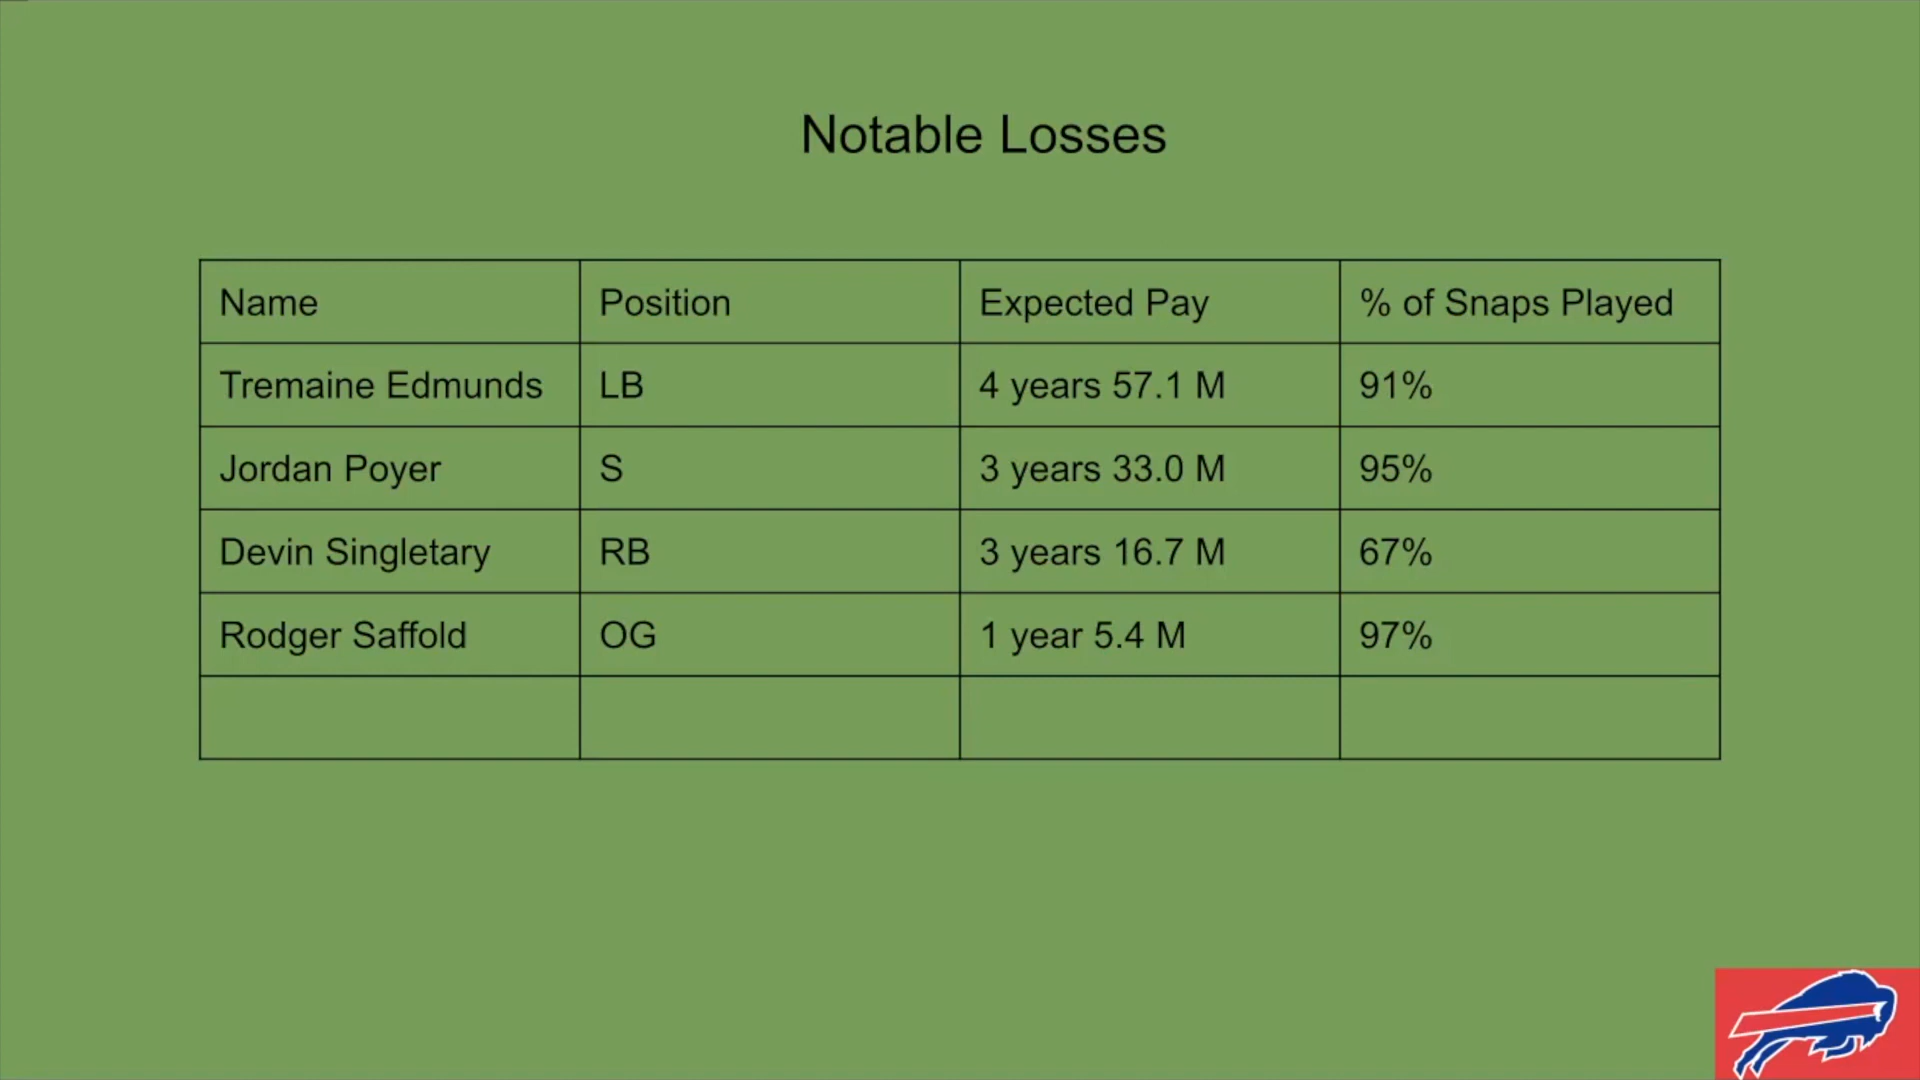 Notable Losses
Name Position Expected Pay % of Snaps Played
Tremaine Edmunds LB 4 years 57.1 M 91%
Jordan Poyer S 3 years 33.0 M 95%
Devin Singletary RB 3 years 16.7 M 67%
Rodger Saffold OG 1 year 5.4 M 97%